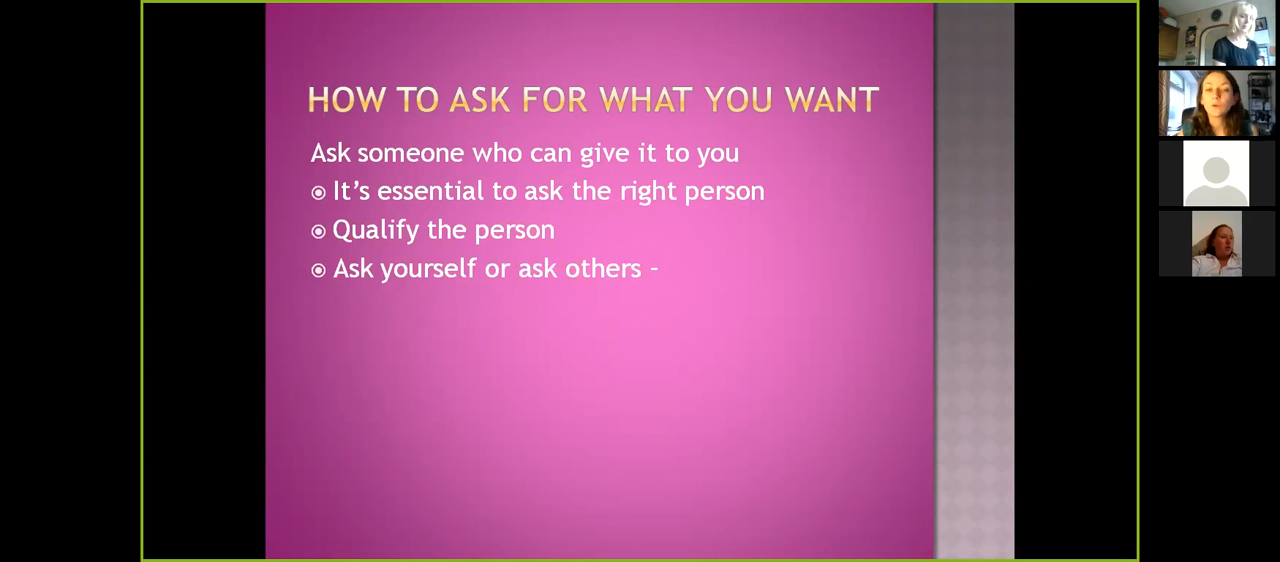 HOW TO ASK FOR WHAT YOU WANT
Ask someone who can give it to you
It's essential to ask the right person
Qualify the person
Ask yourself or ask others -